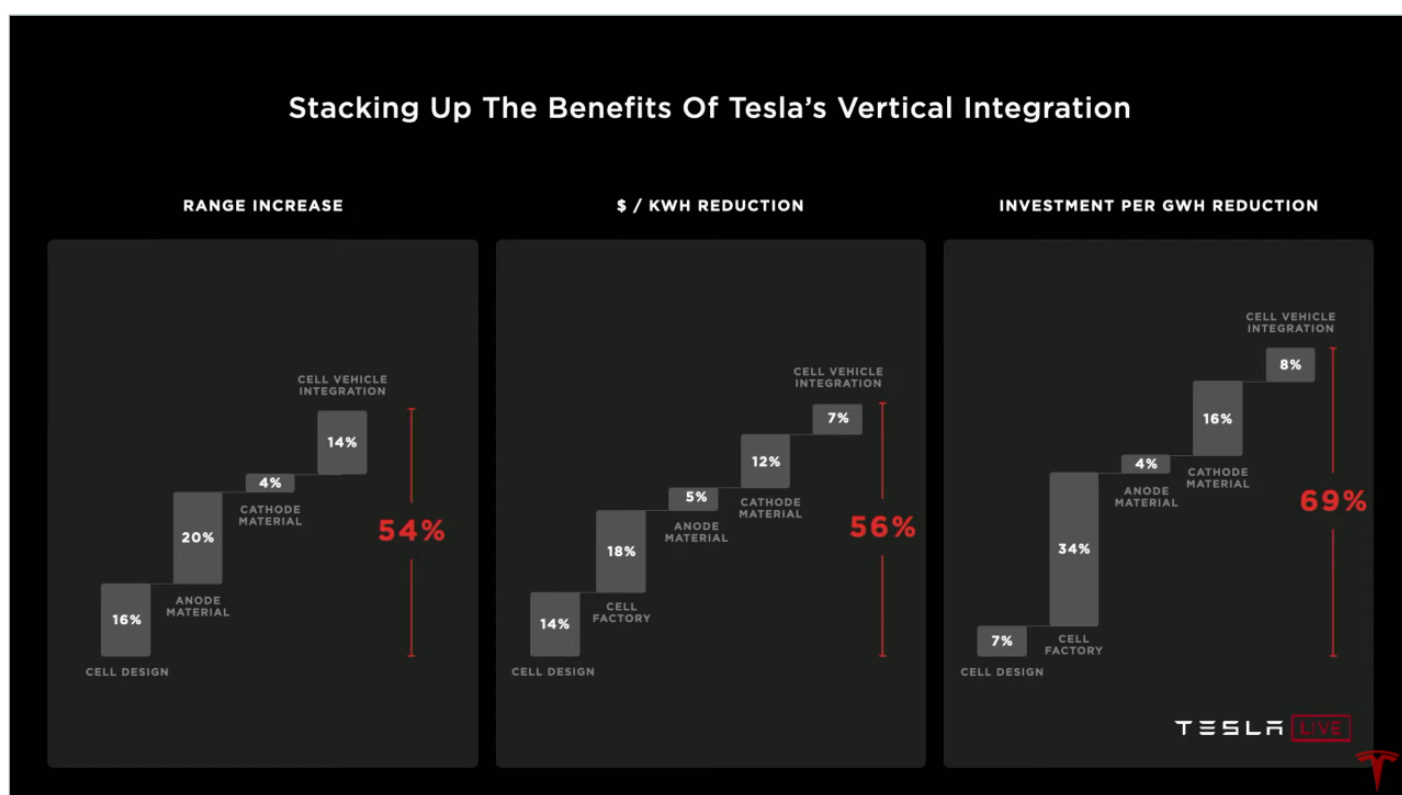 Stacking Up The Benefits Of Tesla's Vertical Integration
RANGE INCREASE
CELL VEHICLE
INTEGRATION
14%
4%
CATHODE
MATERIAL
20%
ANODE
MATERIAL
16%
CELL DESIGN
54%
$ / KWH REDUCTION
CELL VEHICLE
INTEGRATION
7%
12%
CATHODE
MATERIAL
5%
ANODE
MATERIAL
18%
CELL
FACTORY
14%
CELL DESIGN
56%
INVESTMENT PER GWH REDUCTION
CELL VEHICLE
INTEGRATION
8%
16%
CATHODE
MATERIAL
4%
ANODE
MATERIAL
34%
CELL
FACTORY
7%
CELL DESIGN
69%
TESLA LIVE